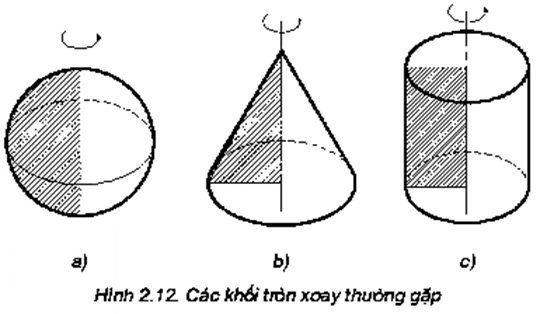 a) b) c)
Hình 2.12. Các khối tròn xoay thường gặp